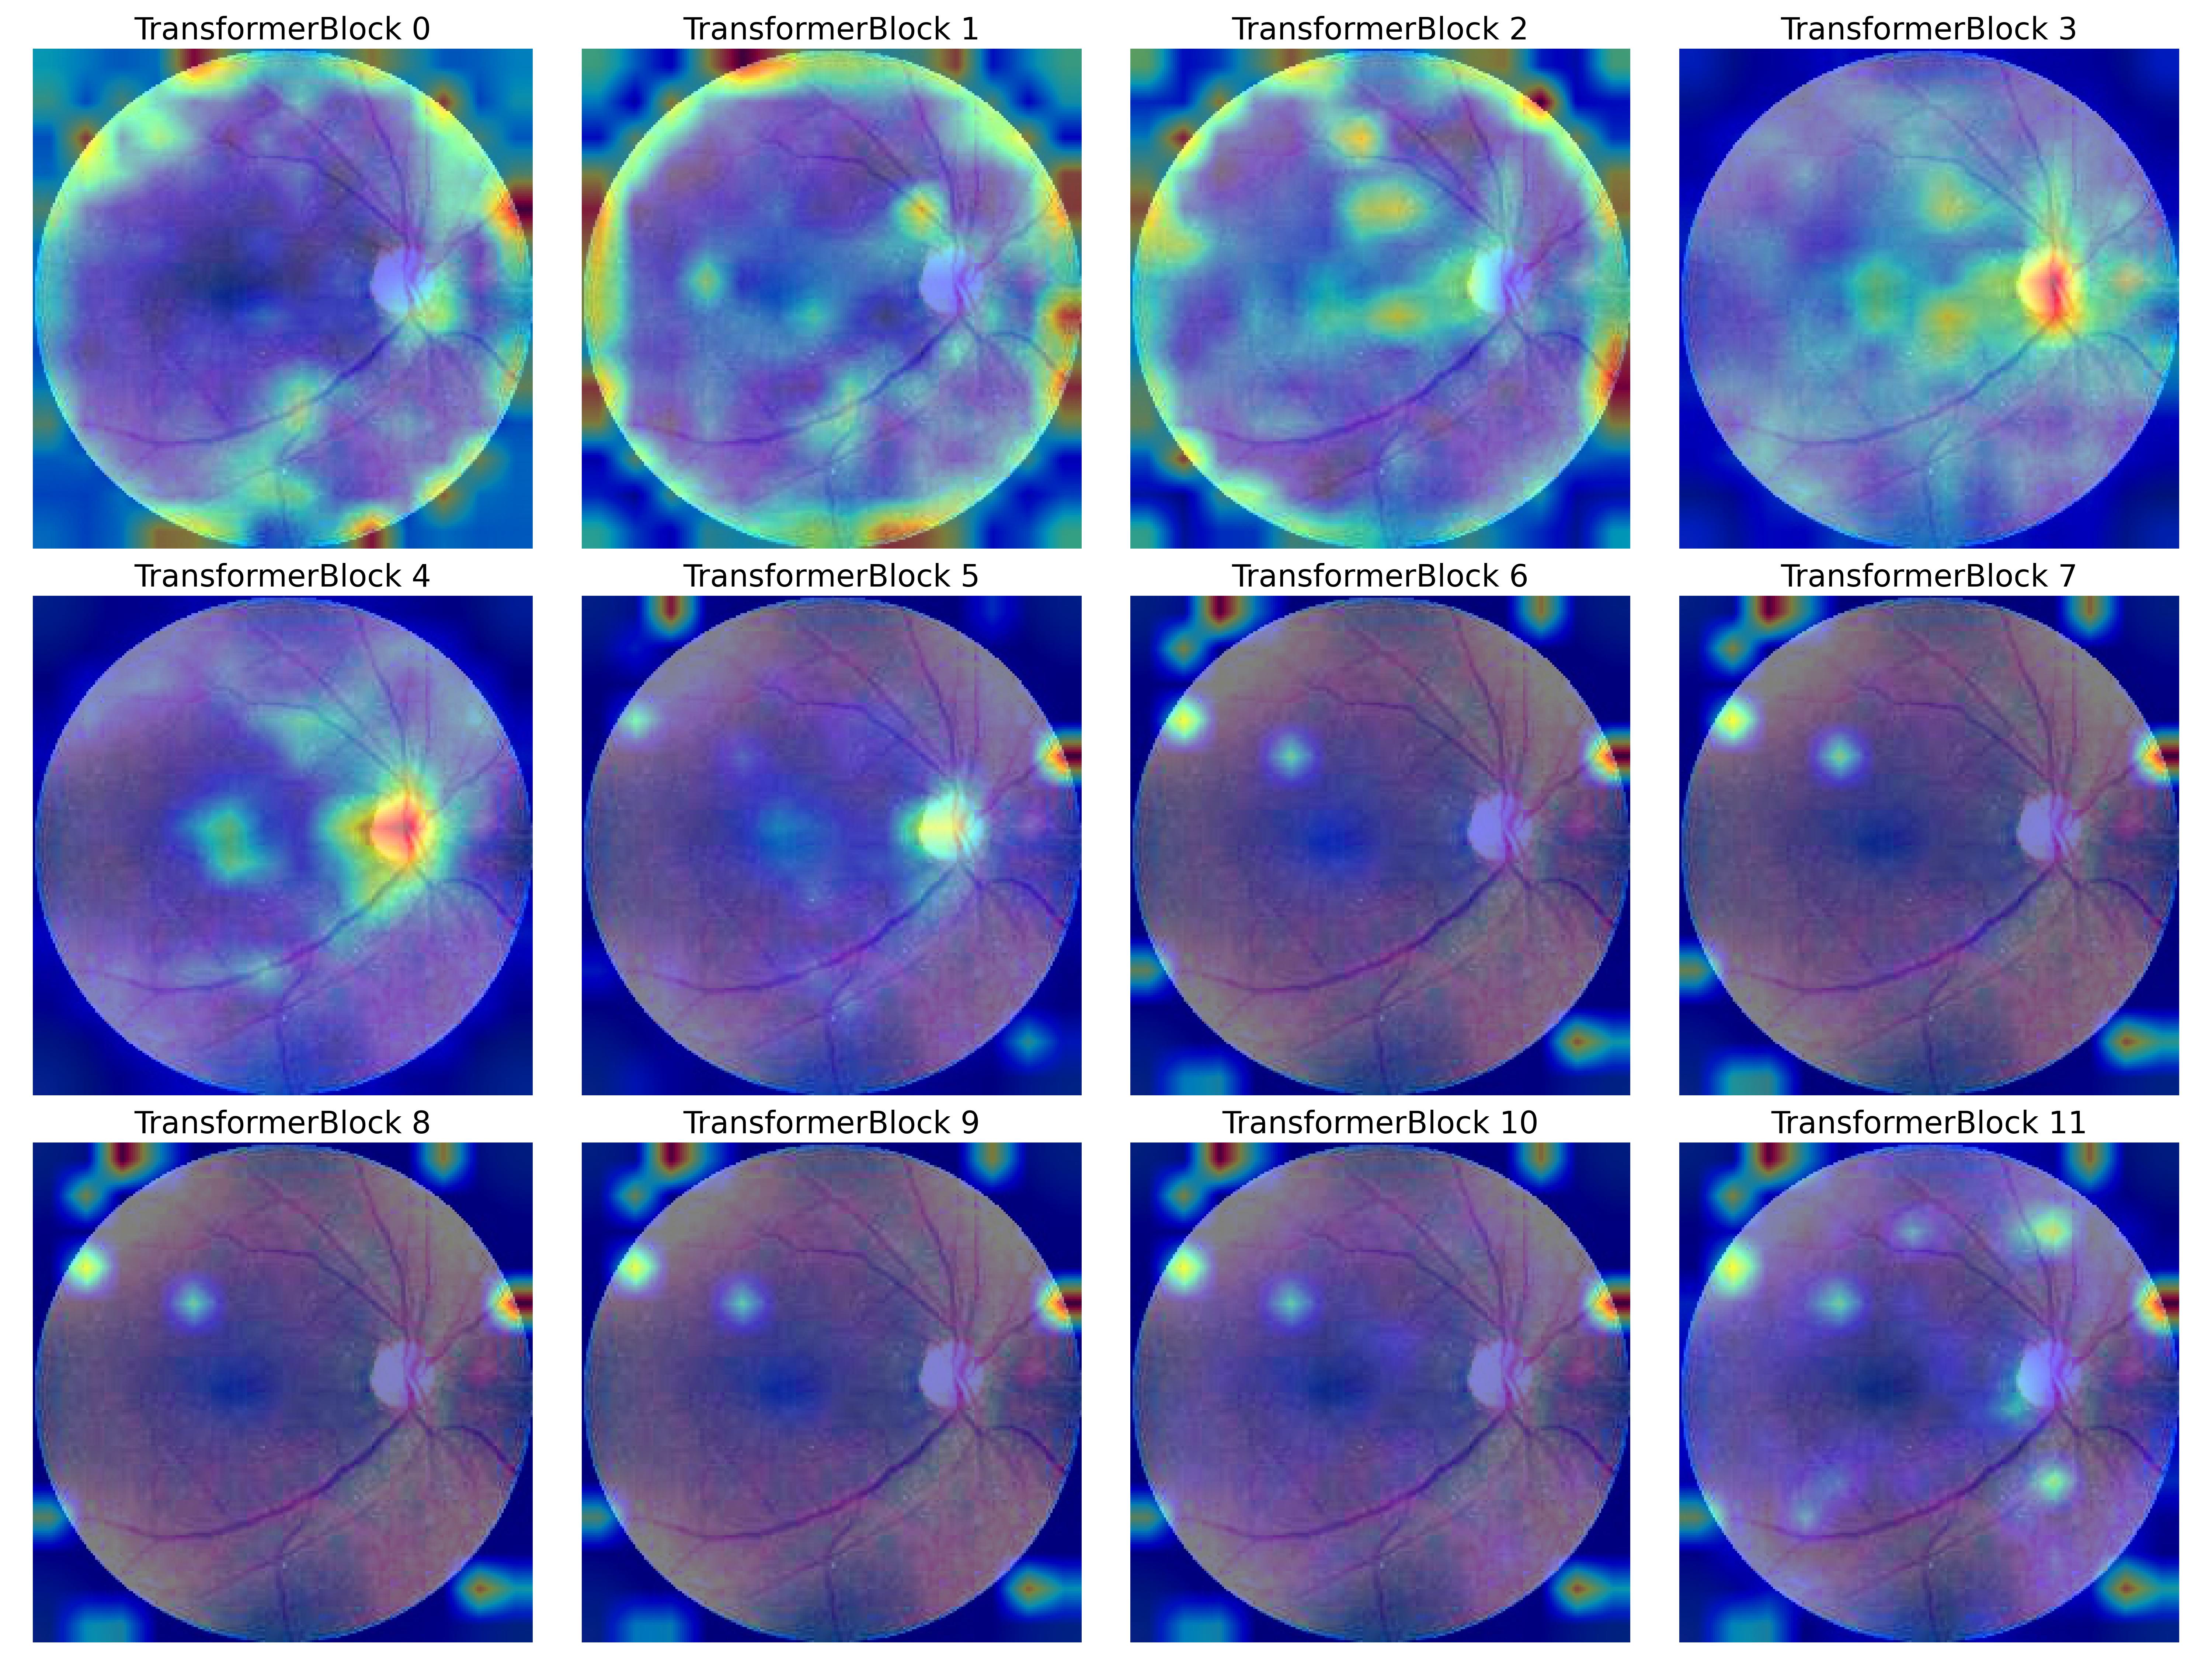 TransformerBlock 0
TransformerBlock 1
TransformerBlock 2
TransformerBlock 3
TransformerBlock 4
TransformerBlock 5
TransformerBlock 6
TransformerBlock 7
TransformerBlock 8
TransformerBlock 9
TransformerBlock 10
TransformerBlock 11